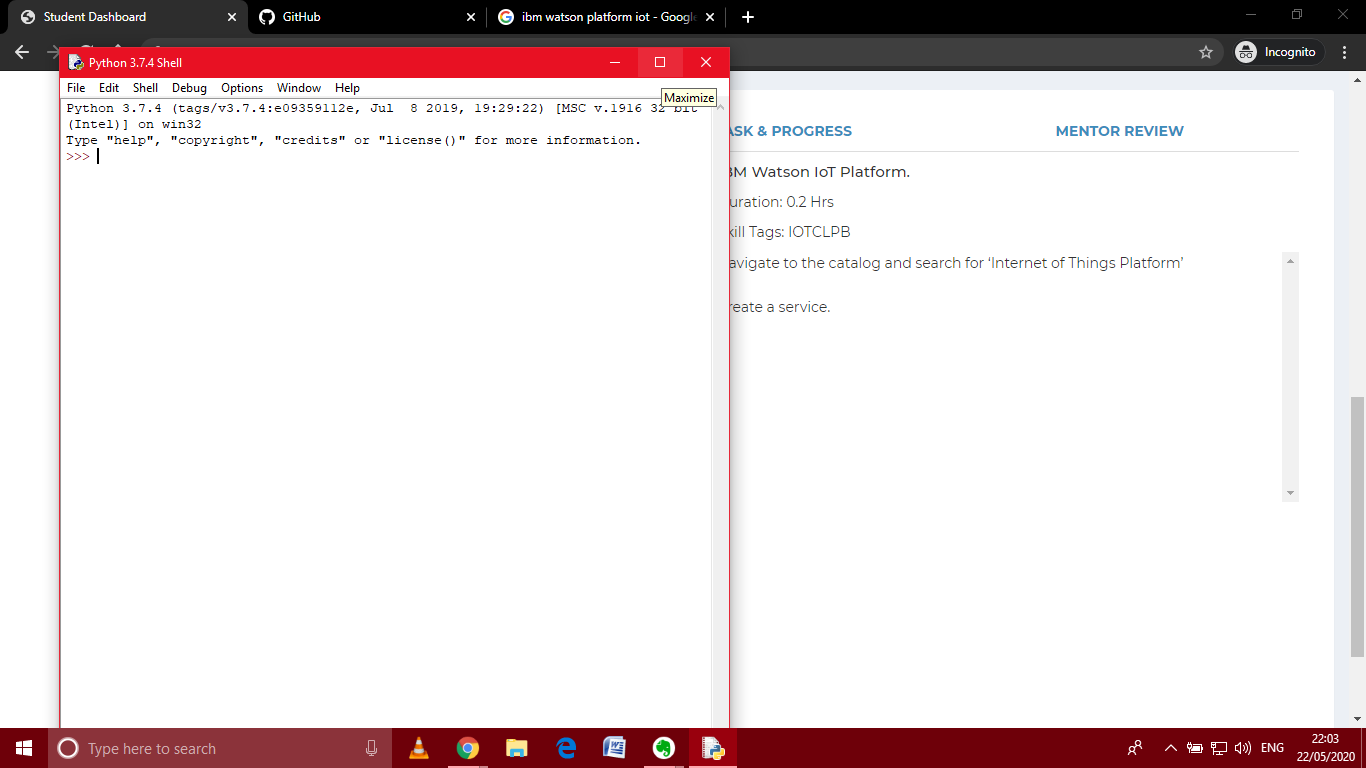 Student Dashboard
GitHub
ibm watson platform iot - Google
Incognito
Python 3.7.4 Shell
File Edit Shell Debug Options Window Help
Maximize
Python 3.7.4 (tags/v3.7.4:e09359112e, Jul  8 2019, 19:29:22) [MSC v.1916 32 bit
(Intel)] on win32
Type "help", "copyright", "credits" or "license()" for more information.
>>>
ASK & PROGRESS
MENTOR REVIEW
BM Watson IoT Platform.
uration: 0.2 Hrs
kill Tags: IOTCLPB
avigate to the catalog and search for ‘Internet of Things Platform’
reate a service.
Type here to search
ENG
22:03
22/05/2020